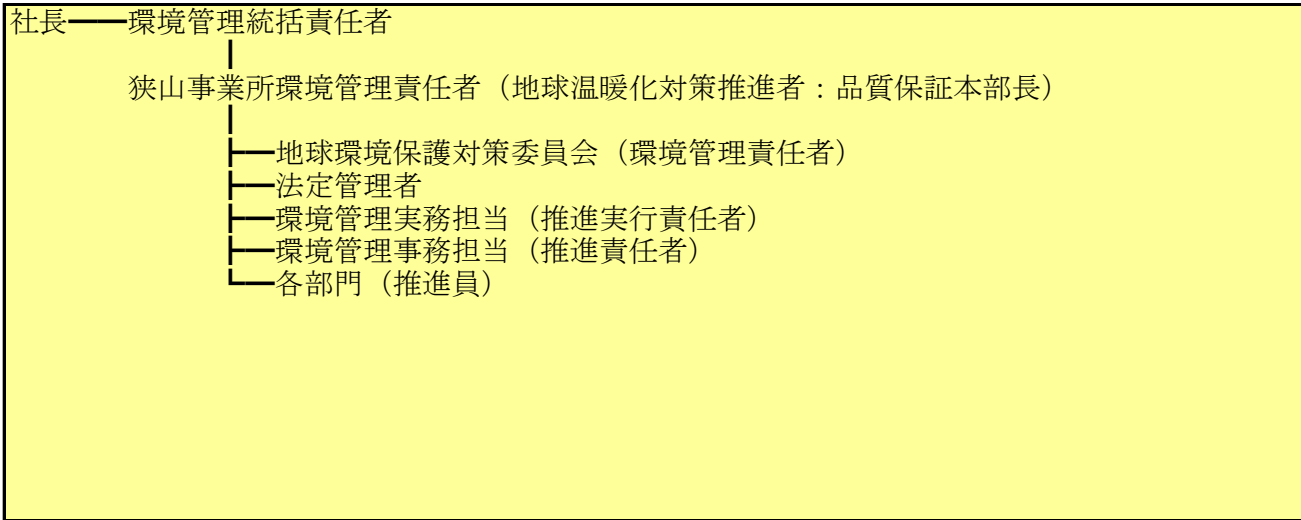 社長━━環境管理統括責任者
┃
狭山事業所環境管理責任者（地球温暖化対策推進者：品質保証本部長）
┃
┣━地球環境保護対策委員会（環境管理責任者）
┣━法定管理者
┣━環境管理実務担当（推進実行責任者）
┣━環境管理事務担当（推進責任者）
┗━各部門（推進員）